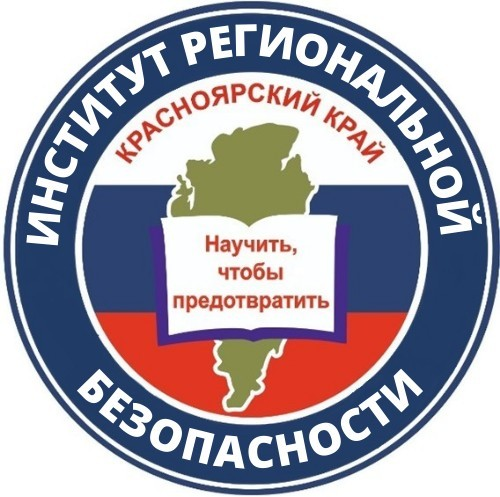 ИНСТИТУТ РЕГИОНАЛЬНОЙ
БЕЗОПАСНОСТИ
КРАСНОЯРСКИЙ КРАЙ
Научить,
чтобы
предотвратить